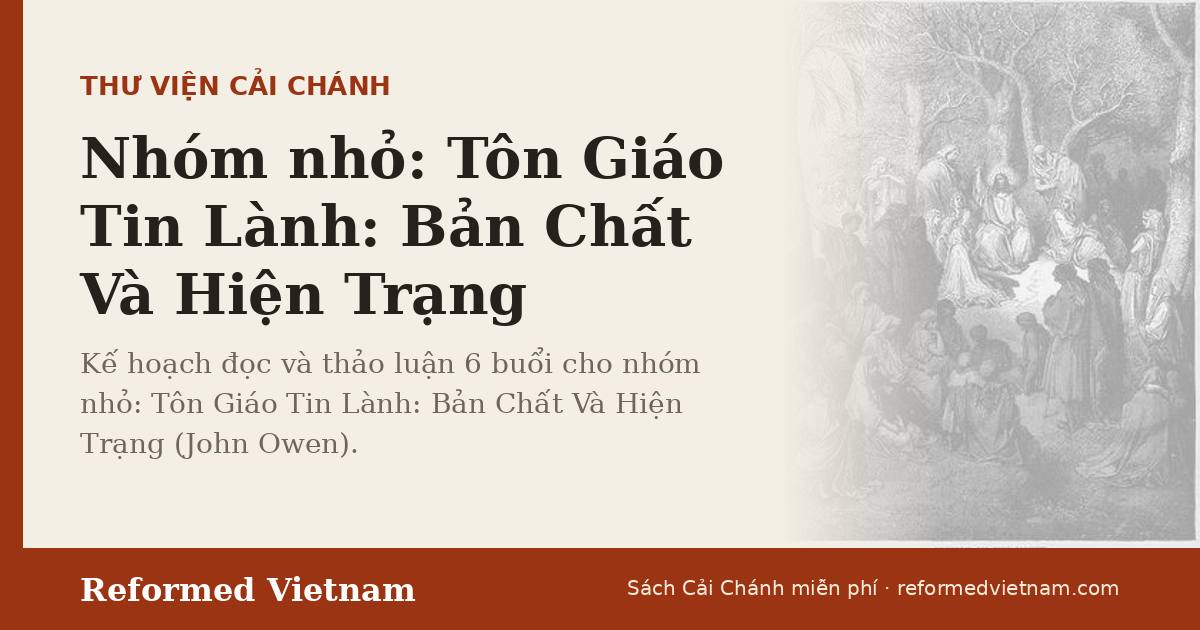 THƯ VIỆN CẢI CHÁNH
Nhóm nhỏ: Tôn Giáo
Tin Lành: Bản Chất
Và Hiện Trạng
Kế hoạch đọc và thảo luận 6 buổi cho nhóm
nhỏ: Tôn Giáo Tin Lành: Bản Chất Và Hiện
Trạng (John Owen).
Reformed Vietnam
Sách Cải Chánh miễn phí · reformedvietnam.com